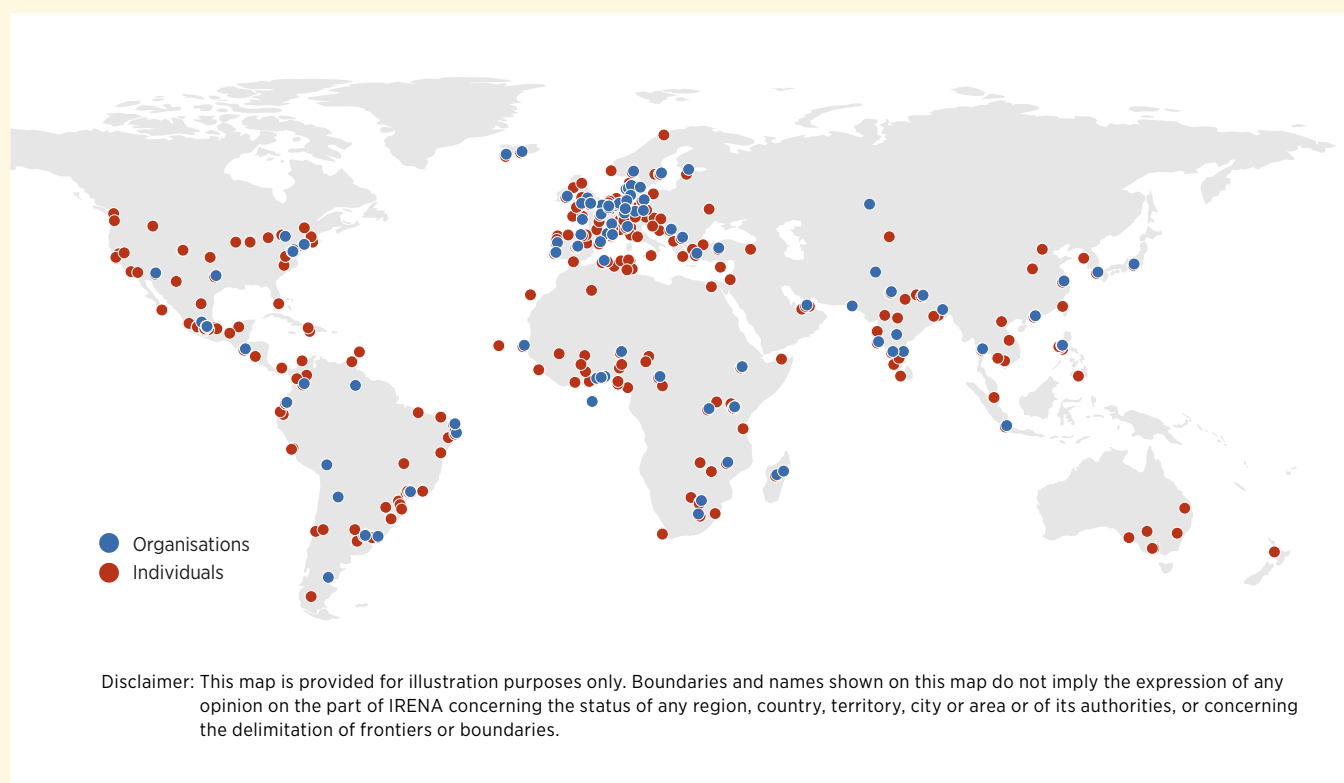 Organisations
Individuals
Disclaimer: This map is provided for illustration purposes only. Boundaries and names shown on this map do not imply the expression of any
opinion on the part of IRENA concerning the status of any region, country, territory, city or area or of its authorities, or concerning
the delimitation of frontiers or boundaries.